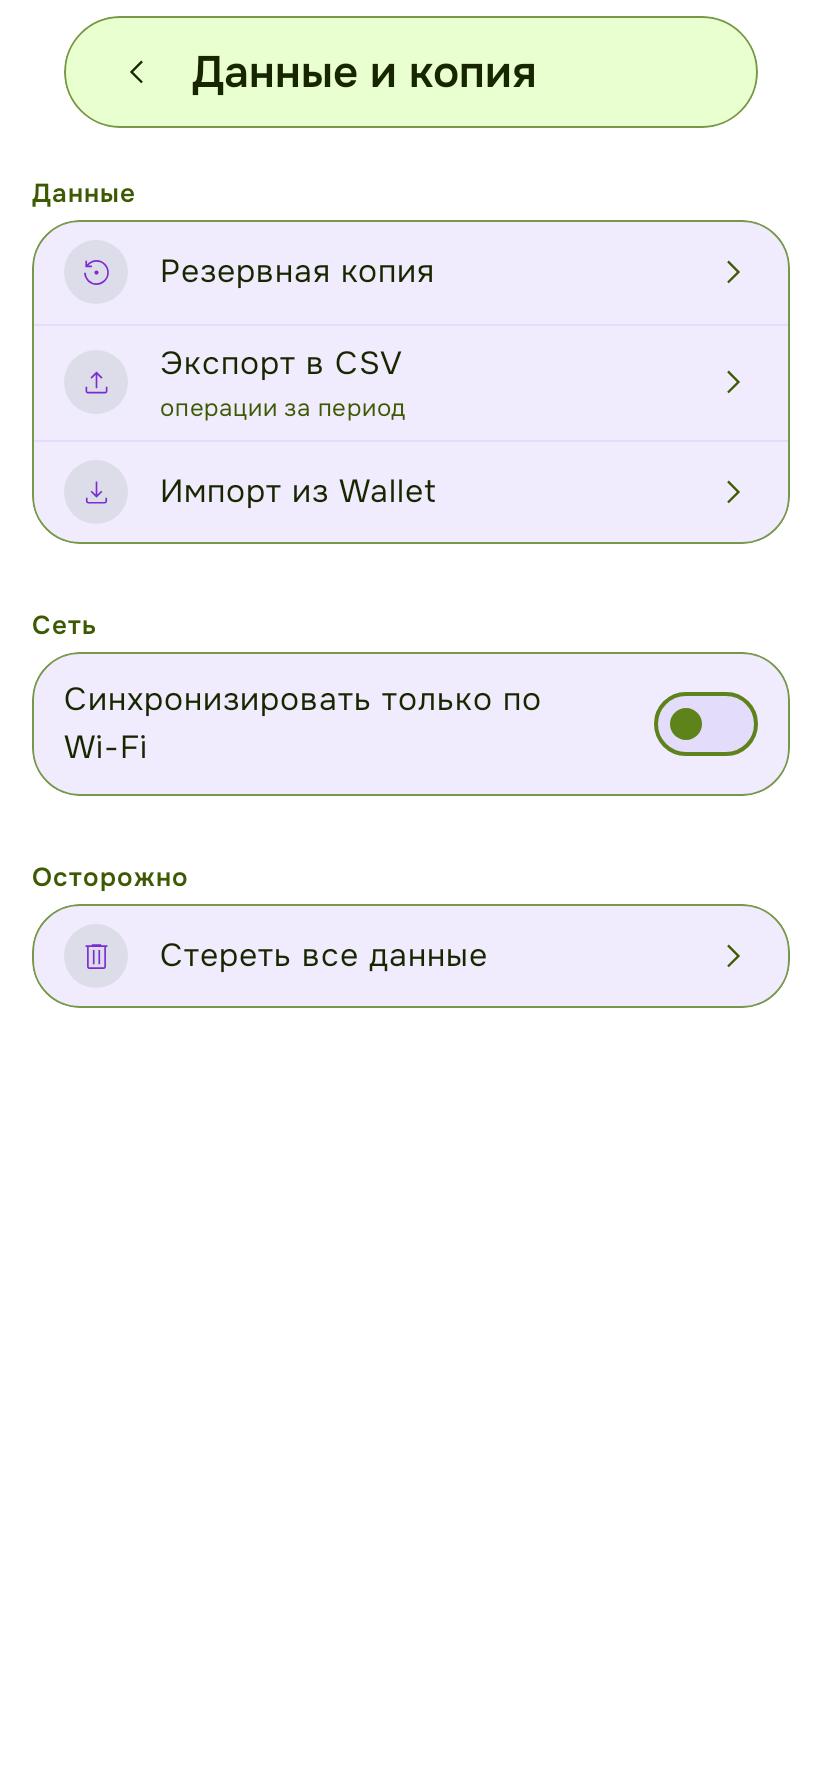 Данные и копия
Данные
Резервная копия
Экспорт в CSV
операции за период
Импорт из Wallet
Сеть
Синхронизировать только по
Wi-Fi
Осторожно
Стереть все данные